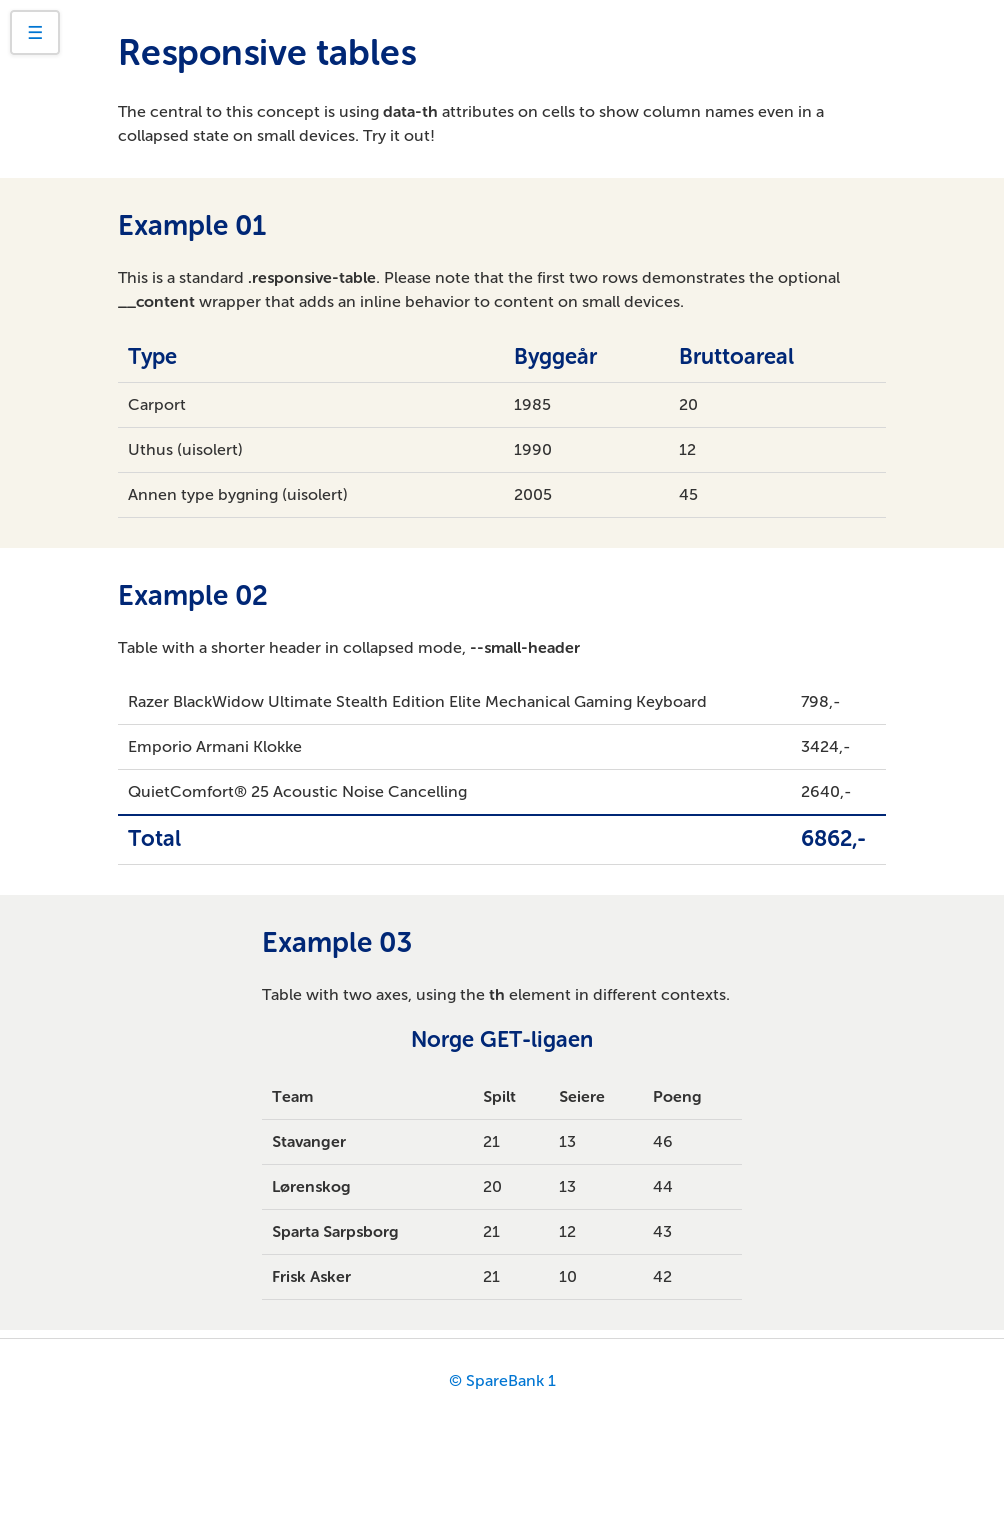 ☰
Responsive tables
The central to this concept is using data-th attributes on cells to show column names even in a
collapsed state on small devices. Try it out!
Example 01
This is a standard .responsive-table. Please note that the first two rows demonstrates the optional
__content wrapper that adds an inline behavior to content on small devices.
Type Byggeår Bruttoareal
Carport 1985 20
Uthus (uisolert) 1990 12
Annen type bygning (uisolert) 2005 45
Example 02
Table with a shorter header in collapsed mode, --small-header
Razer BlackWidow Ultimate Stealth Edition Elite Mechanical Gaming Keyboard 798,-
Emporio Armani Klokke 3424,-
QuietComfort® 25 Acoustic Noise Cancelling 2640,-
Total 6862,-
Example 03
Table with two axes, using the th element in different contexts.
Norge GET-ligaen
Team Spilt Seiere Poeng
Stavanger 21 13 46
Lørenskog 20 13 44
Sparta Sarpsborg 21 12 43
Frisk Asker 21 10 42
© SpareBank 1